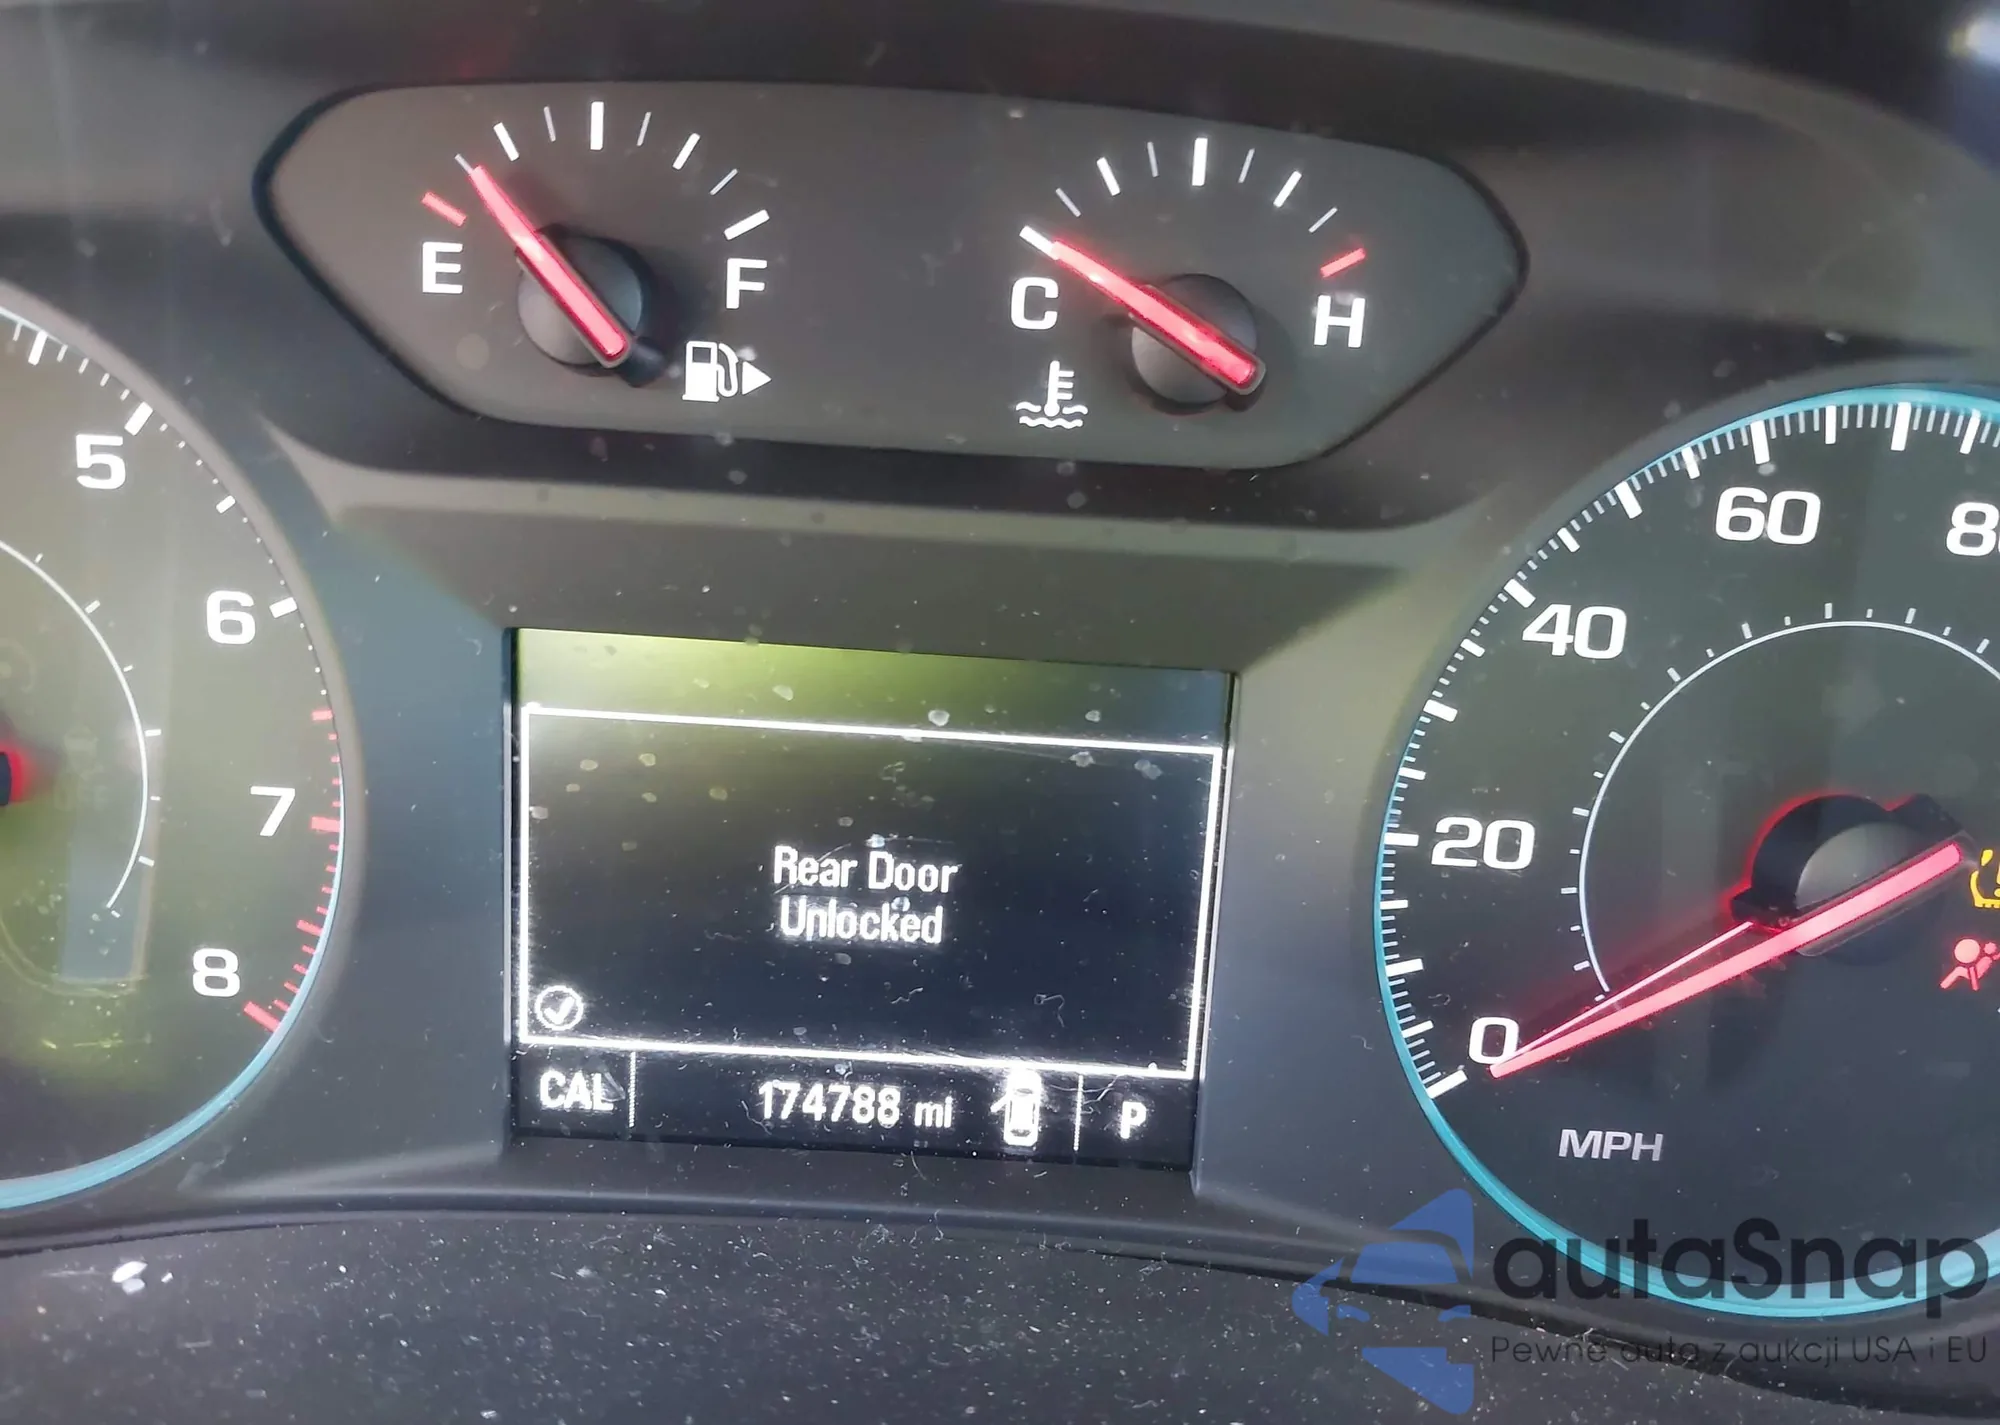 E
F
C
H
5
6
7
8
60
40
20
0
MPH
Rear Door
Unlocked
CAL
174788 mi
P
autaSnap
Pewne auta z aukcji USA i EU